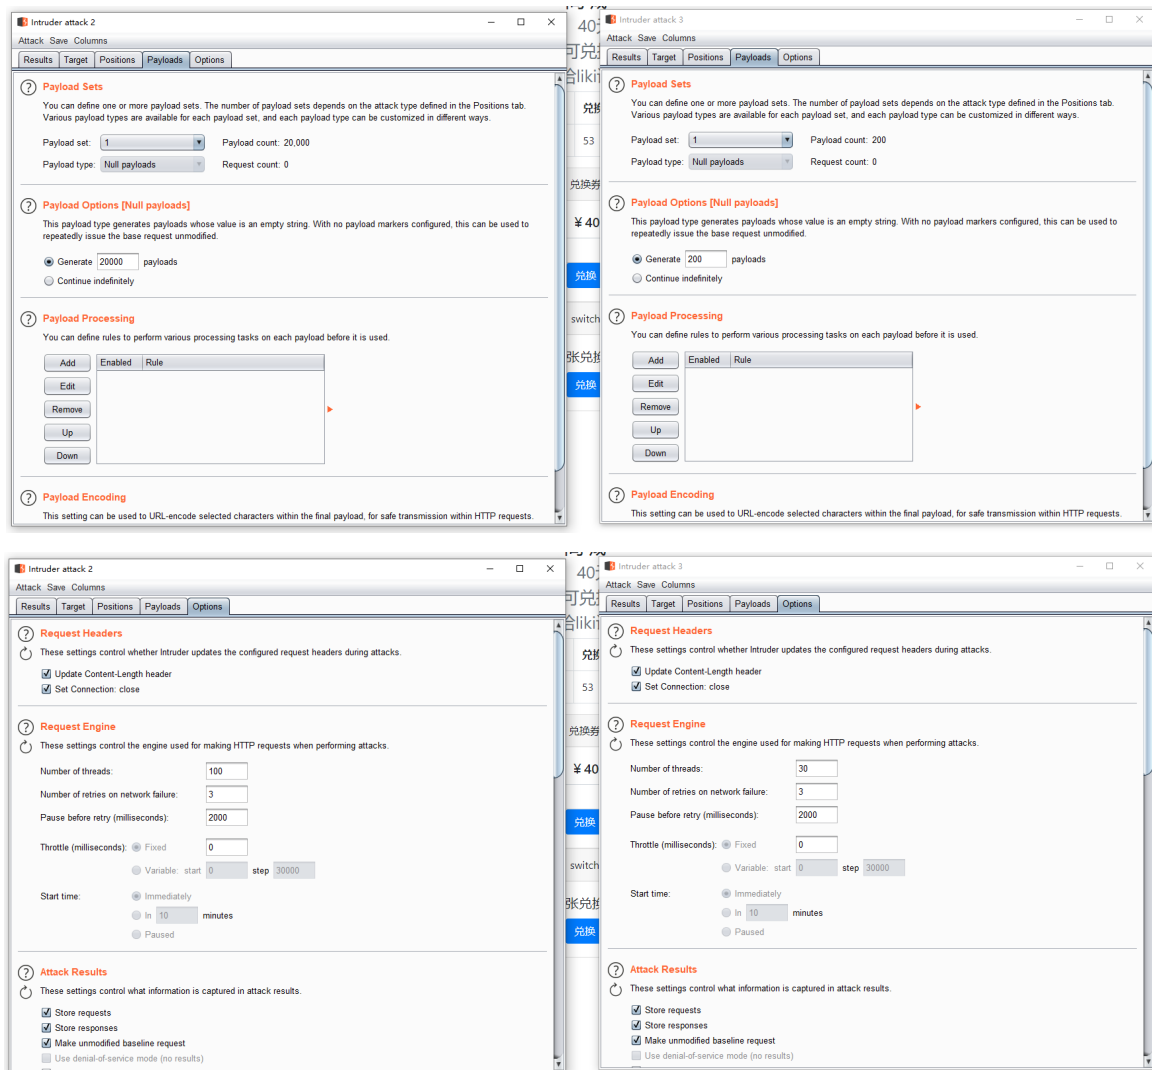 Intruder attack 2
Attack Save Columns
Results Target Positions Payloads Options
Payload Sets
You can define one or more payload sets. The number of payload sets depends on the attack type defined in the Positions tab.
Various payload types are available for each payload set, and each payload type can be customized in different ways.
Payload set: 1 Payload count: 20,000
Payload type: Null payloads Request count: 0
Payload Options [Null payloads]
This payload type generates payloads whose value is an empty string. With no payload markers configured, this can be used to
repeatedly issue the base request unmodified.
Generate 20000 payloads
Continue indefinitely
Payload Processing
You can define rules to perform various processing tasks on each payload before it is used.
Add Enabled Rule
Edit
Remove
Up
Down
Payload Encoding
This setting can be used to URL-encode selected characters within the final payload, for safe transmission within HTTP requests.
40
可兑
liki
兑
53
兑换券
¥ 40
兑换
switch
张兑
兑换
Intruder attack 3
Attack Save Columns
Results Target Positions Payloads Options
Payload Sets
You can define one or more payload sets. The number of payload sets depends on the attack type defined in the Positions tab.
Various payload types are available for each payload set, and each payload type can be customized in different ways.
Payload set: 1 Payload count: 200
Payload type: Null payloads Request count: 0
Payload Options [Null payloads]
This payload type generates payloads whose value is an empty string. With no payload markers configured, this can be used to
repeatedly issue the base request unmodified.
Generate 200 payloads
Continue indefinitely
Payload Processing
You can define rules to perform various processing tasks on each payload before it is used.
Add Enabled Rule
Edit
Remove
Up
Down
Payload Encoding
This setting can be used to URL-encode selected characters within the final payload, for safe transmission within HTTP requests.
Intruder attack 2
Attack Save Columns
Results Target Positions Payloads Options
Request Headers
These settings control whether Intruder updates the configured request headers during attacks.
Update Content-Length header
Set Connection: close
Request Engine
These settings control the engine used for making HTTP requests when performing attacks.
Number of threads: 100
Number of retries on network failure: 3
Pause before retry (milliseconds): 2000
Throttle (milliseconds): Fixed 0
Variable: start 0 step 30000
Start time: Immediately
In 10 minutes
Paused
Attack Results
These settings control what information is captured in attack results.
Store requests
Store responses
Make unmodified baseline request
Use denial-of-service mode (no results)
40
可兑
liki
兑
53
兑换券
¥ 40
兑换
switch
张兑
兑换
Intruder attack 3
Attack Save Columns
Results Target Positions Payloads Options
Request Headers
These settings control whether Intruder updates the configured request headers during attacks.
Update Content-Length header
Set Connection: close
Request Engine
These settings control the engine used for making HTTP requests when performing attacks.
Number of threads: 30
Number of retries on network failure: 3
Pause before retry (milliseconds): 2000
Throttle (milliseconds): Fixed 0
Variable: start 0 step 30000
Start time: Immediately
In 10 minutes
Paused
Attack Results
These settings control what information is captured in attack results.
Store requests
Store responses
Make unmodified baseline request
Use denial-of-service mode (no results)